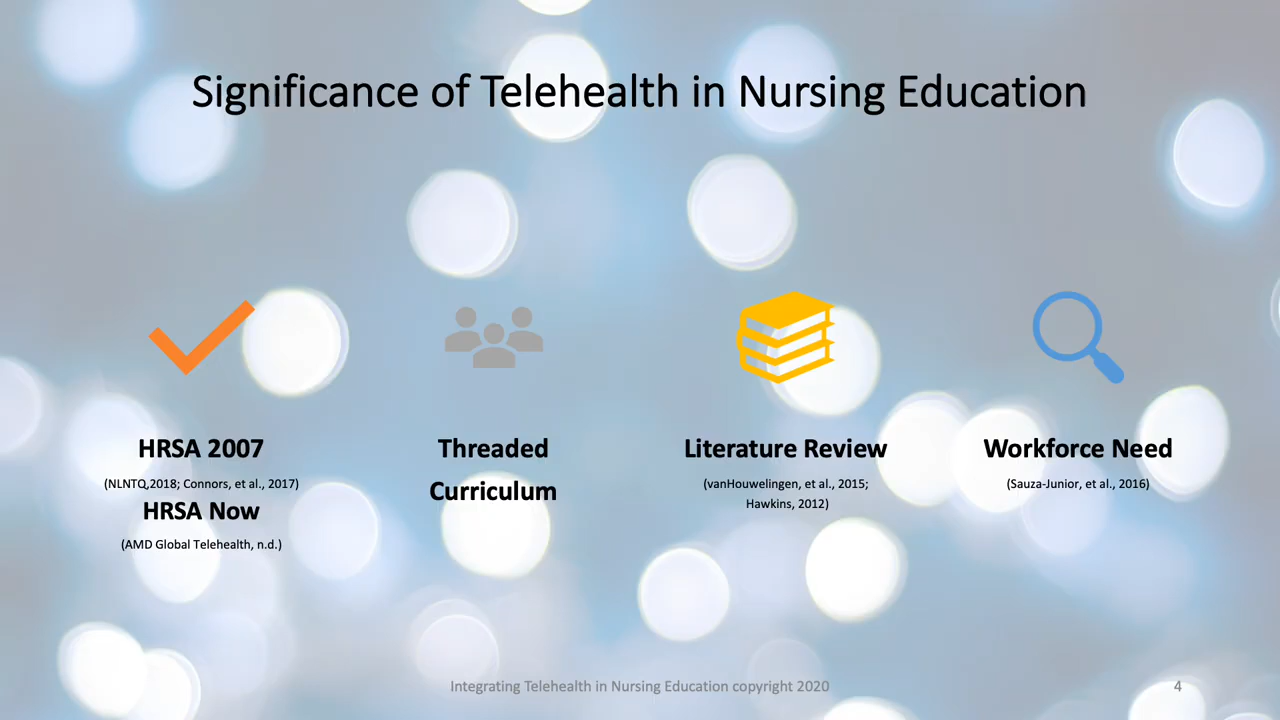 Significance of Telehealth in Nursing Education
HRSA 2007
(NLNTQ,2018; Connors, et al., 2017)
HRSA Now
(AMD Global Telehealth, n.d.)
Threaded
Curriculum
Literature Review
(vanHouwelingen, et al., 2015;
Hawkins, 2012)
Workforce Need
(Sauza-Junior, et al., 2016)
Integrating Telehealth in Nursing Education copyright 2020
4